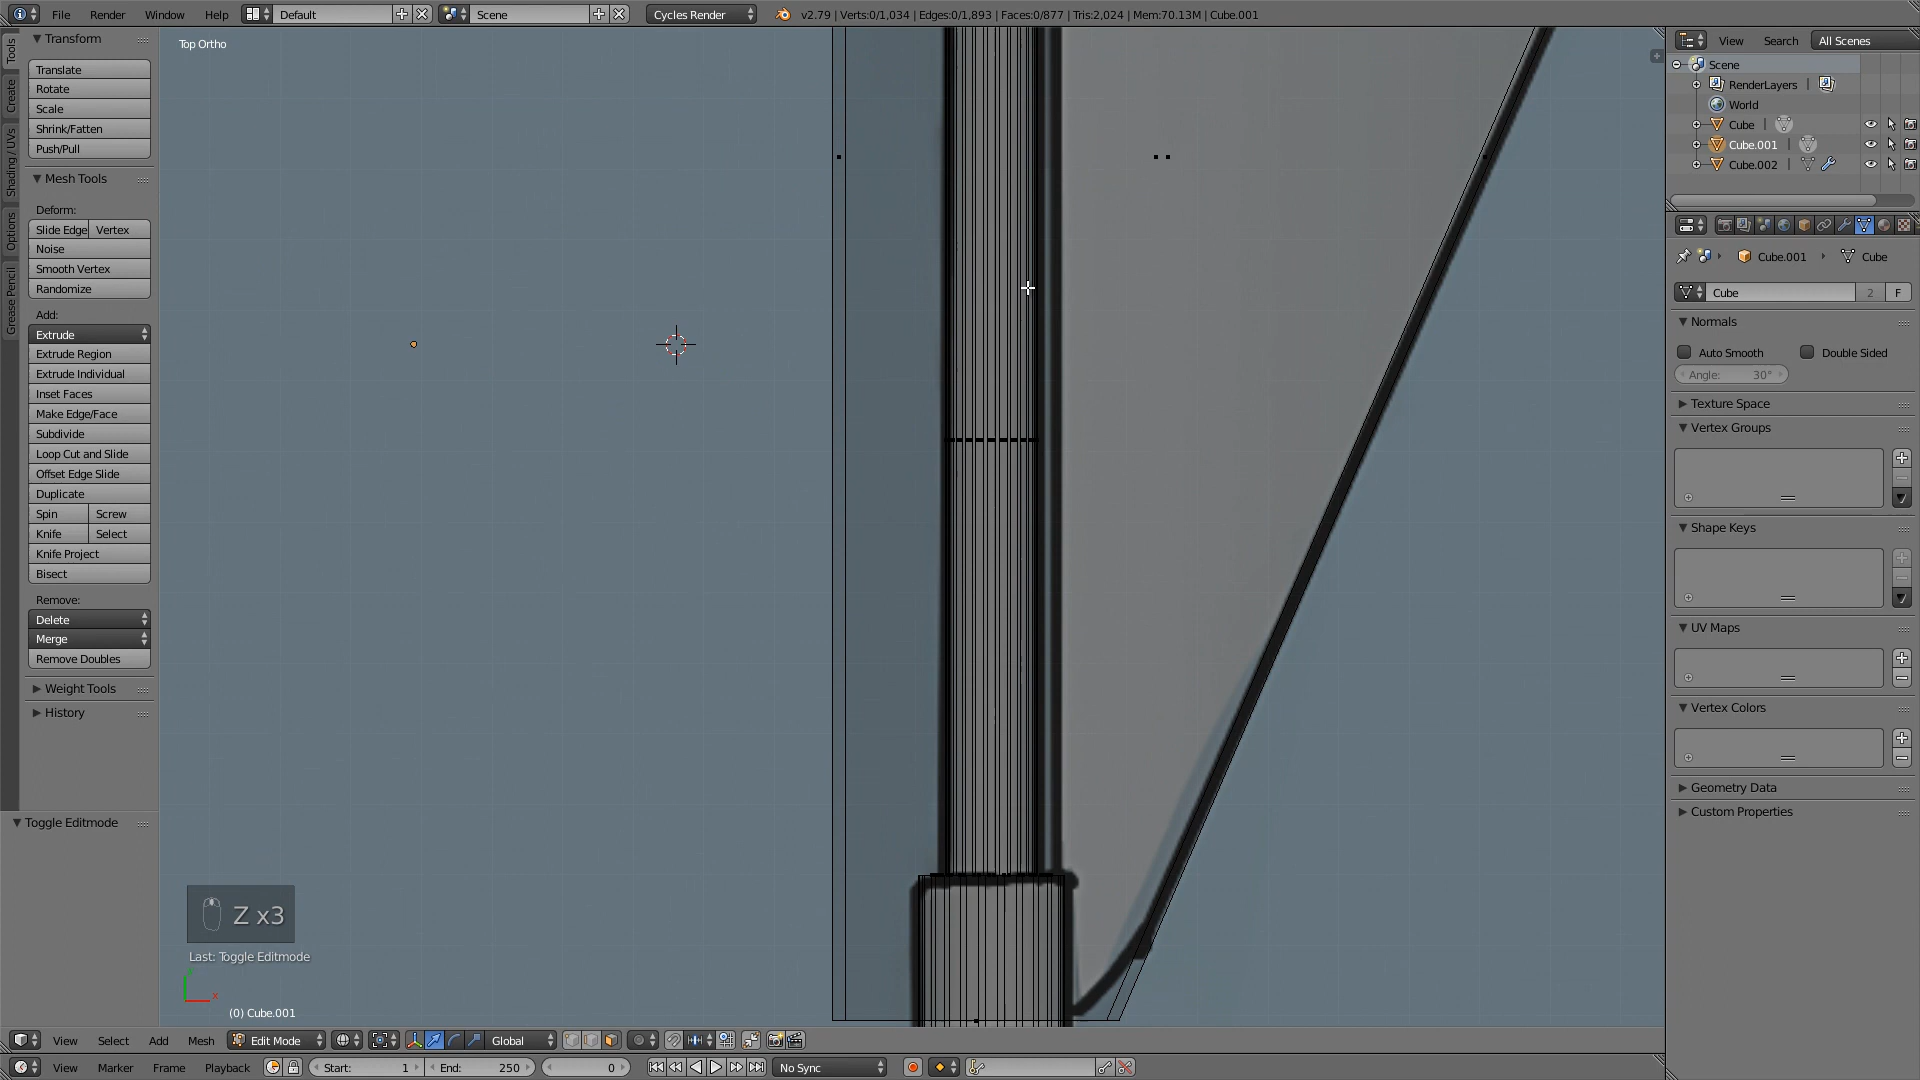 File Render Window Help Default Scene Cycles Render v2.79 | Verts:0/1,034 | Edges:0/1,893 | Faces:0/877 | Tris:2,024 | Mem:70.13M | Cube.001
Tools
Create
Shading / UVs
Options
Grease Pencil
Transform
Translate
Rotate
Scale
Shrink/Fatten
Push/Pull
Mesh Tools
Deform:
Slide Edge Vertex
Noise
Smooth Vertex
Randomize
Add:
Extrude
Extrude Region
Extrude Individual
Inset Faces
Make Edge/Face
Subdivide
Loop Cut and Slide
Offset Edge Slide
Duplicate
Spin Screw
Knife Select
Knife Project
Bisect
Remove:
Delete
Merge
Remove Doubles
Weight Tools
History
Toggle Editmode
Top Ortho
Z x3
Last: Toggle Editmode
x
(0) Cube.001
View Search All Scenes
Scene
RenderLayers |
World
Cube |
Cube.001 |
Cube.002 |
Cube.001 Cube
Cube 2 F
Normals
Auto Smooth Double Sided
Angle: 30°
Texture Space
Vertex Groups
Shape Keys
UV Maps
Vertex Colors
Geometry Data
Custom Properties
View Select Add Mesh Edit Mode Global
View Marker Frame Playback Start: 1 End: 250 0 No Sync